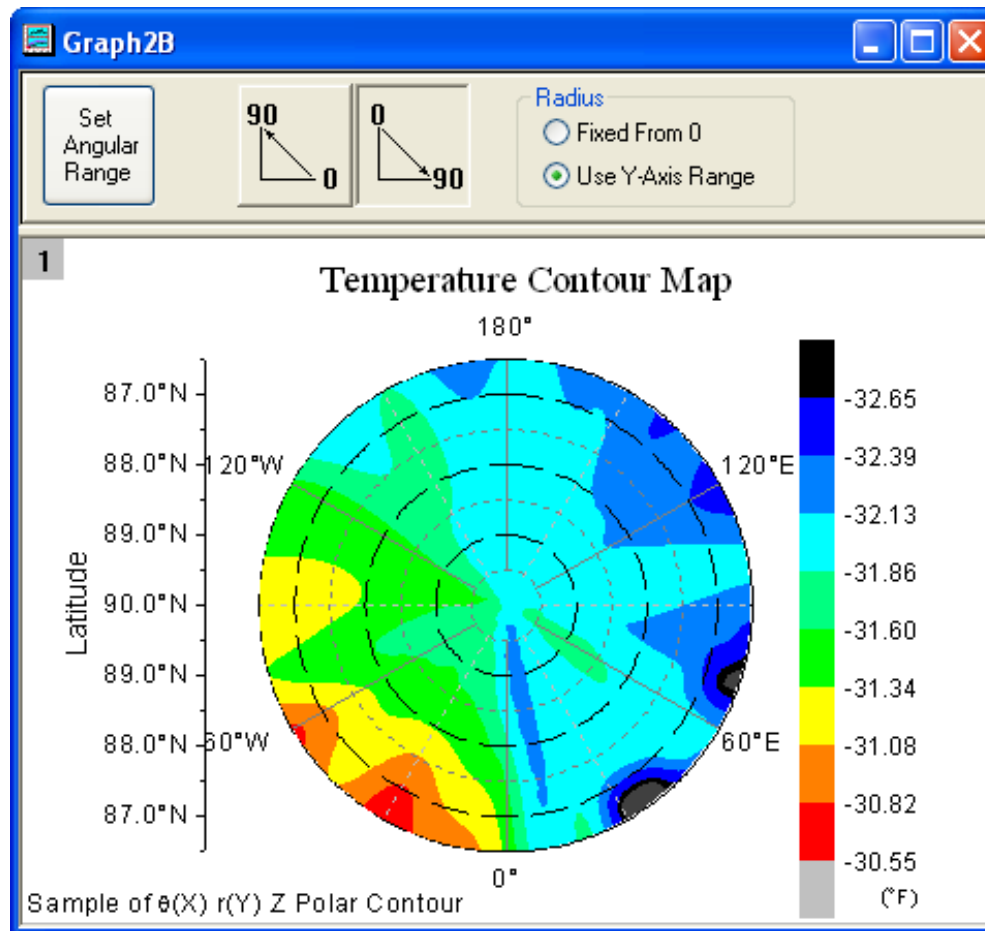 Graph2B
Set
Angular
Range
90
0
0
90
Radius
Fixed From 0
Use Y-Axis Range
1
Temperature Contour Map
180°
87.0°N
88.0°N
89.0°N
90.0°N
89.0°N
88.0°N
87.0°N
Latitude
120°W
120°E
60°W
60°E
0°
-32.65
-32.39
-32.13
-31.86
-31.60
-31.34
-31.08
-30.82
-30.55
(°F)
Sample of θ(X) r(Y) Z Polar Contour